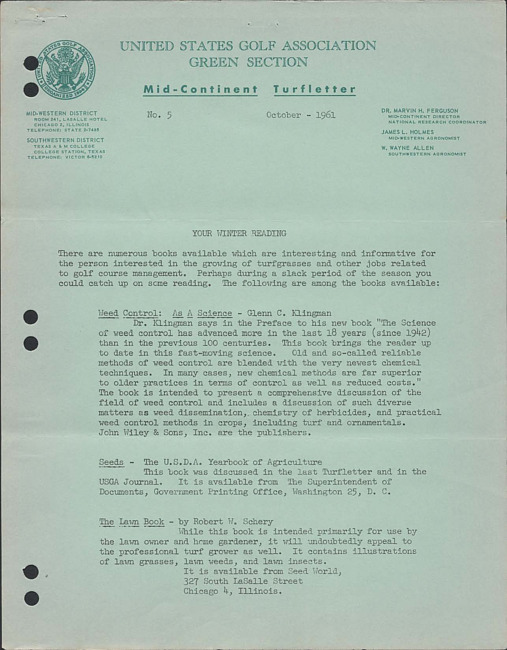 UNITED STATES GOLF ASSOCIATION
GREEN SECTION
Mid-Continent Turfletter
MID-WESTERN DISTRICT
ROOM 241, LASALLE HOTEL
CHICAGO 2, ILLINOIS
SOUTHWESTERN DISTRICT
TEXAS A & M COLLEGE
COLLEGE STATION, TEXAS
No. 5 October - 1961
DR. MARVIN H. FERGUSON
MID-CONTINENT DIRECTOR
NATIONAL RESEARCH COORDINATOR
JAMES L. HOLMES
MID-WESTERN AGRONOMIST
W. WAYNE ALLEN
SOUTHWESTERN AGRONOMIST
YOUR WINTER READING
There are numerous books available which are interesting and informative for
the person interested in the growing of turfgrasses and other jobs related
to golf course management. Perhaps during a slack period of the season you
could catch up on some reading. The following are among the books available:
Weed Control: As A Science - Glenn C. Klingman
Dr. Klingman says in the Preface to his new book "The Science
of weed control has advanced more in the last 18 years (since 1942)
than in the previous 100 centuries. This book brings the reader up
to date in this fast-moving science. Old and so-called reliable
methods of weed control are blended with the very newest chemical
techniques. In many cases, new chemical methods are far superior
to older practices in terms of control as well as reduced costs."
The book is intended to present a comprehensive discussion of the
field of weed control and includes a discussion of such diverse
matters as weed dissemination, chemistry of herbicides, and practical
weed control methods in crops, including turf and ornamentals.
John Wiley & Sons, Inc. are the publishers.
Seeds - The U.S.D.A. Yearbook of Agriculture
This book was discussed in the last Turfletter and in the
USGA Journal. It is available from The Superintendent of
Documents, Government Printing Office, Washington 25, D. C.
The Lawn Book - by Robert W. Schery
While this book is intended primarily for use by
the lawn owner and home gardener, it will undoubtedly appeal to
the professional turf grower as well. It contains illustrations
of lawn grasses, lawn weeds, and lawn insects.
It is available from Seed World,
327 South LaSalle Street
Chicago 4, Illinois.